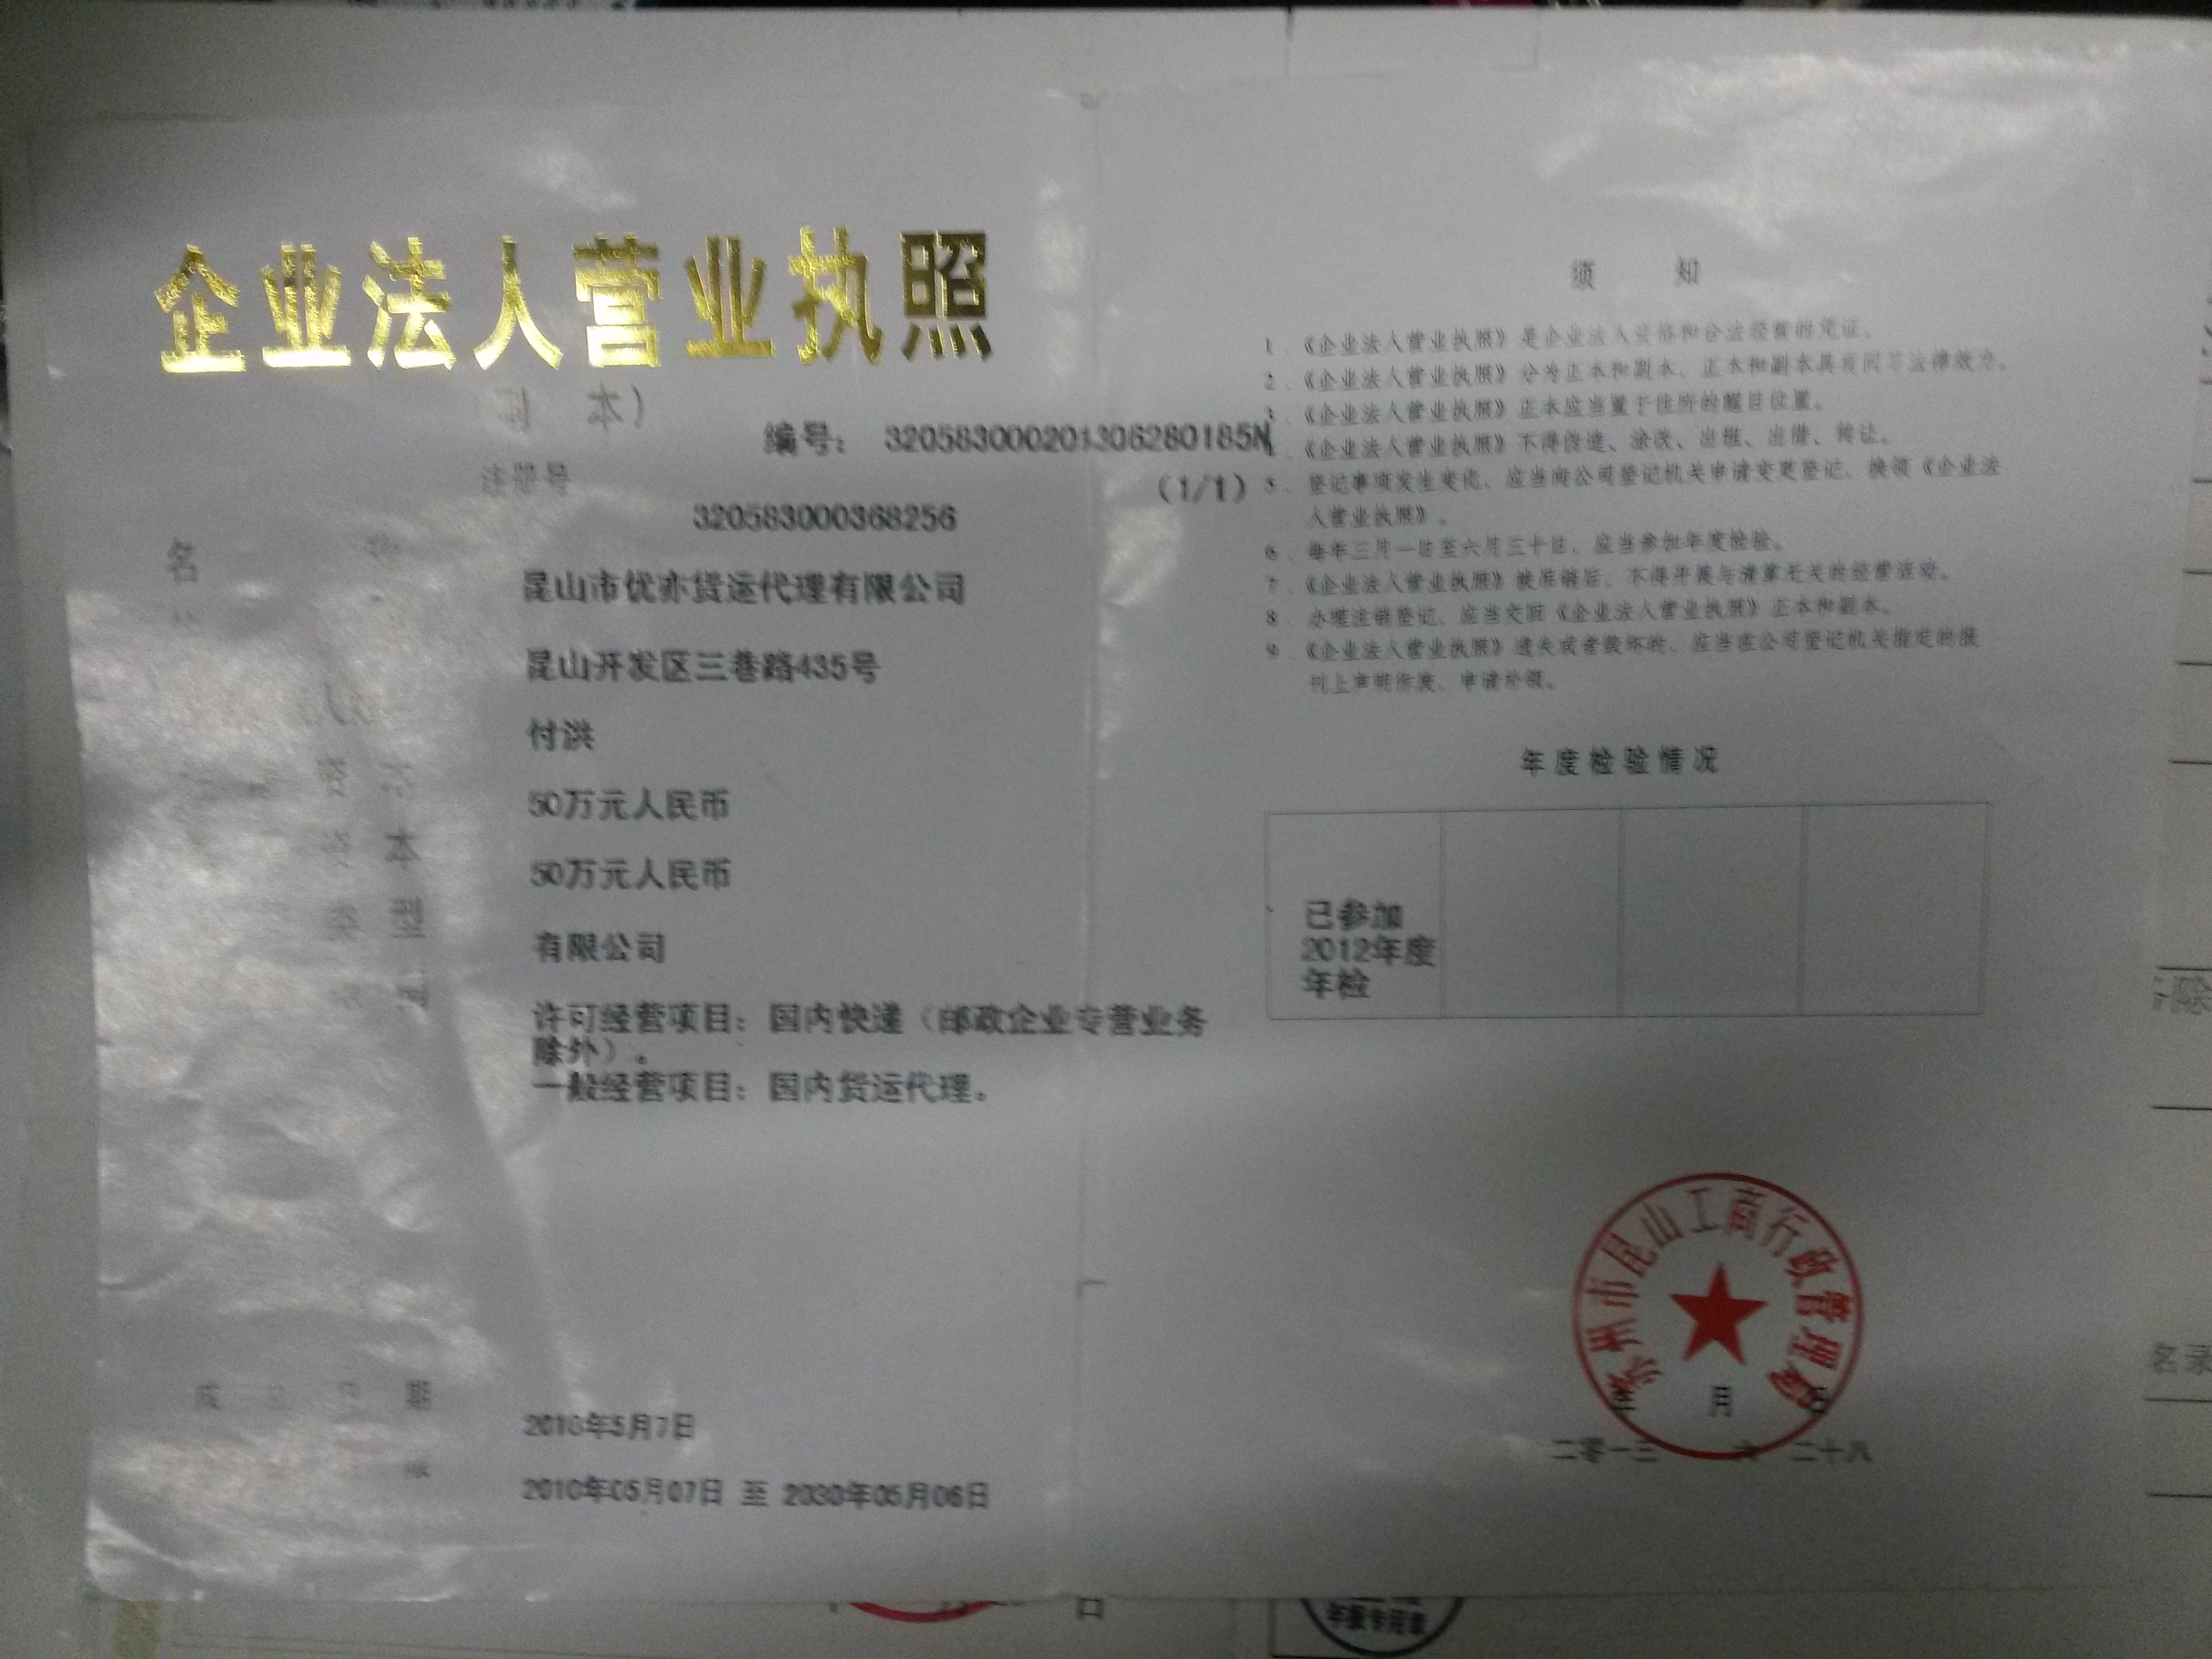 企业法人营业执照
（副 本）
编号： 320583000201306280185N
（1/1）
注册号
320583000368256
名
昆山市优亦货运代理有限公司
昆山开发区三巷路435号
付洪
50万元人民币
本
50万元人民币
型
有限公司
许可经营项目：国内快递（邮政企业专营业务
除外）。
一般经营项目：国内货运代理。
成 立 日 期
2010年5月7日
2010年05月07日 至 2030年05月06日
须 知
1．《企业法人营业执照》是企业法人资格和合法经营的凭证。
2．《企业法人营业执照》分为正本和副本，正本和副本具有同等法律效力。
3．《企业法人营业执照》正本应当置于住所的醒目位置。
《企业法人营业执照》不得伪造、涂改、出租、出借、转让。
5．登记事项发生变化，应当向公司登记机关申请变更登记，换领《企业法
人营业执照》。
6．每年三月一日至六月三十日，应当参加年度检验。
7．《企业法人营业执照》被吊销后，不得开展与清算无关的经营活动。
8．办理注销登记，应当交回《企业法人营业执照》正本和副本。
9．《企业法人营业执照》遗失或者毁坏的，应当在公司登记机关指定的报
刊上声明作废，申请补领。
年度检验情况
已参加
2012年度
年检
苏州市昆山工商行政管理局
年 月 日
二零一三 六 二十八
除
名录
日
年报专用章